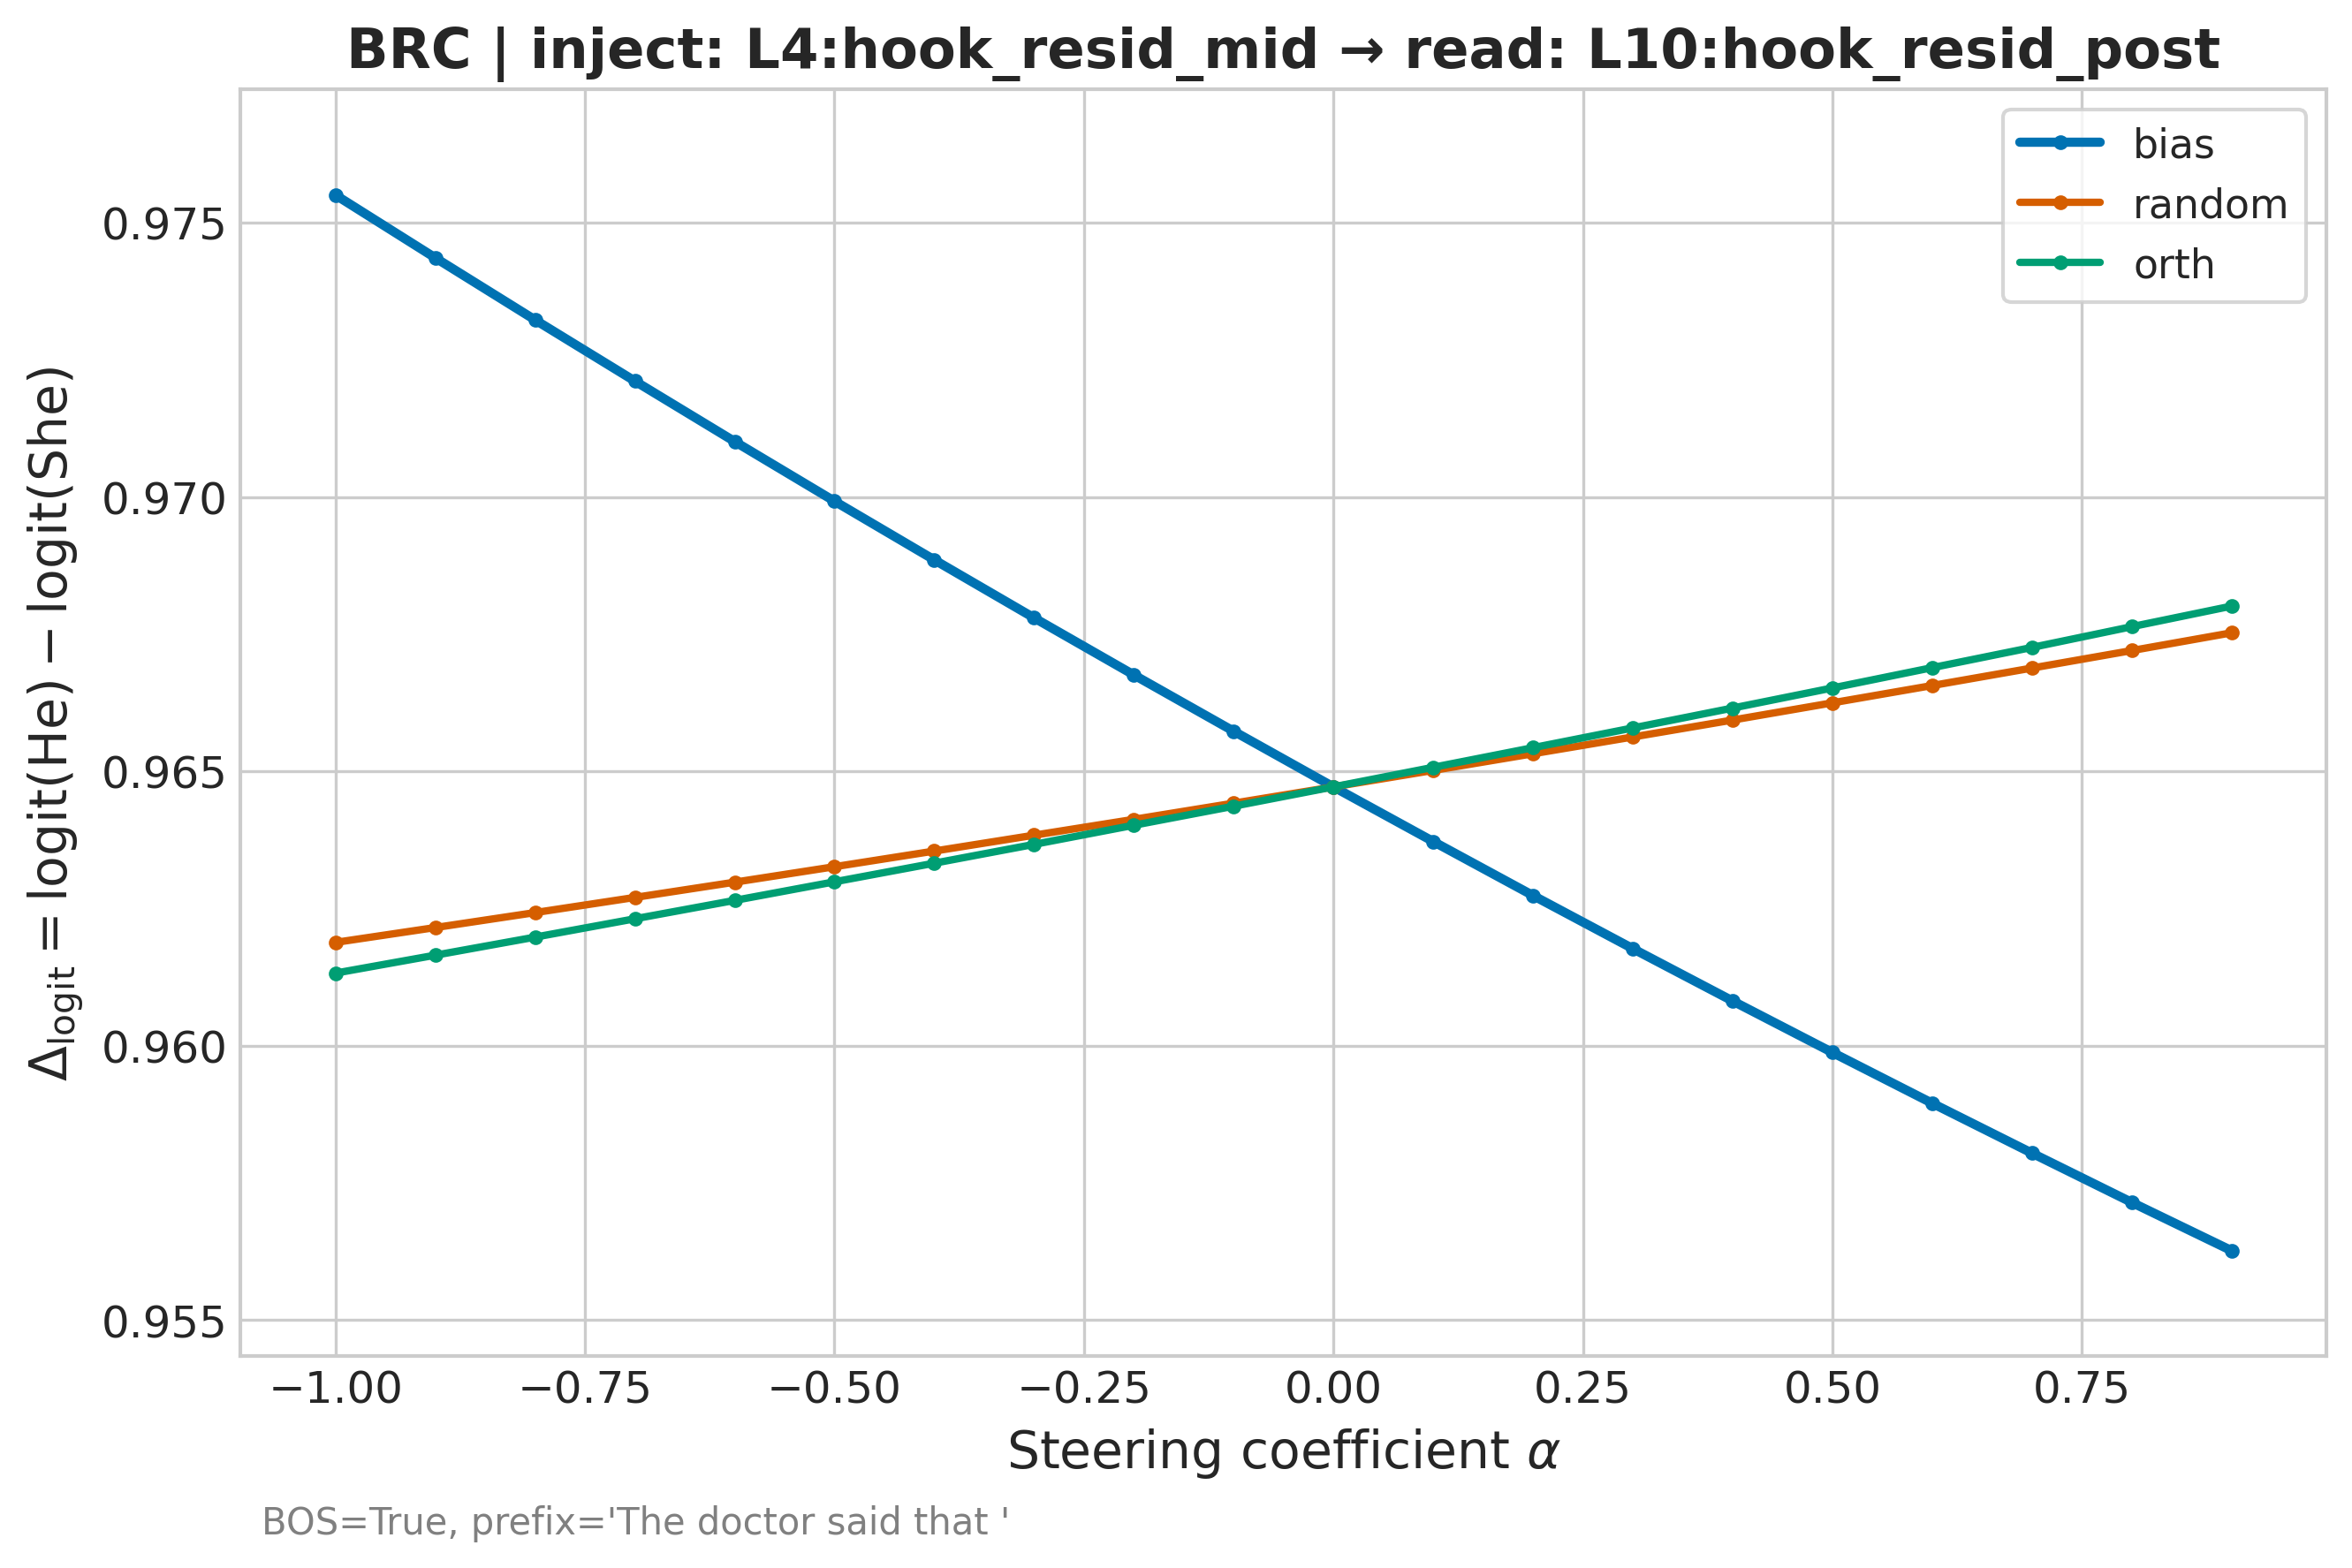 BRC | inject: L4:hook_resid_mid → read: L10:hook_resid_post
bias
random
orth
Δlogit = logit(He) − logit(She)
0.975
0.970
0.965
0.960
0.955
−1.00 −0.75 −0.50 −0.25 0.00 0.25 0.50 0.75
Steering coefficient α
BOS=True, prefix='The doctor said that '